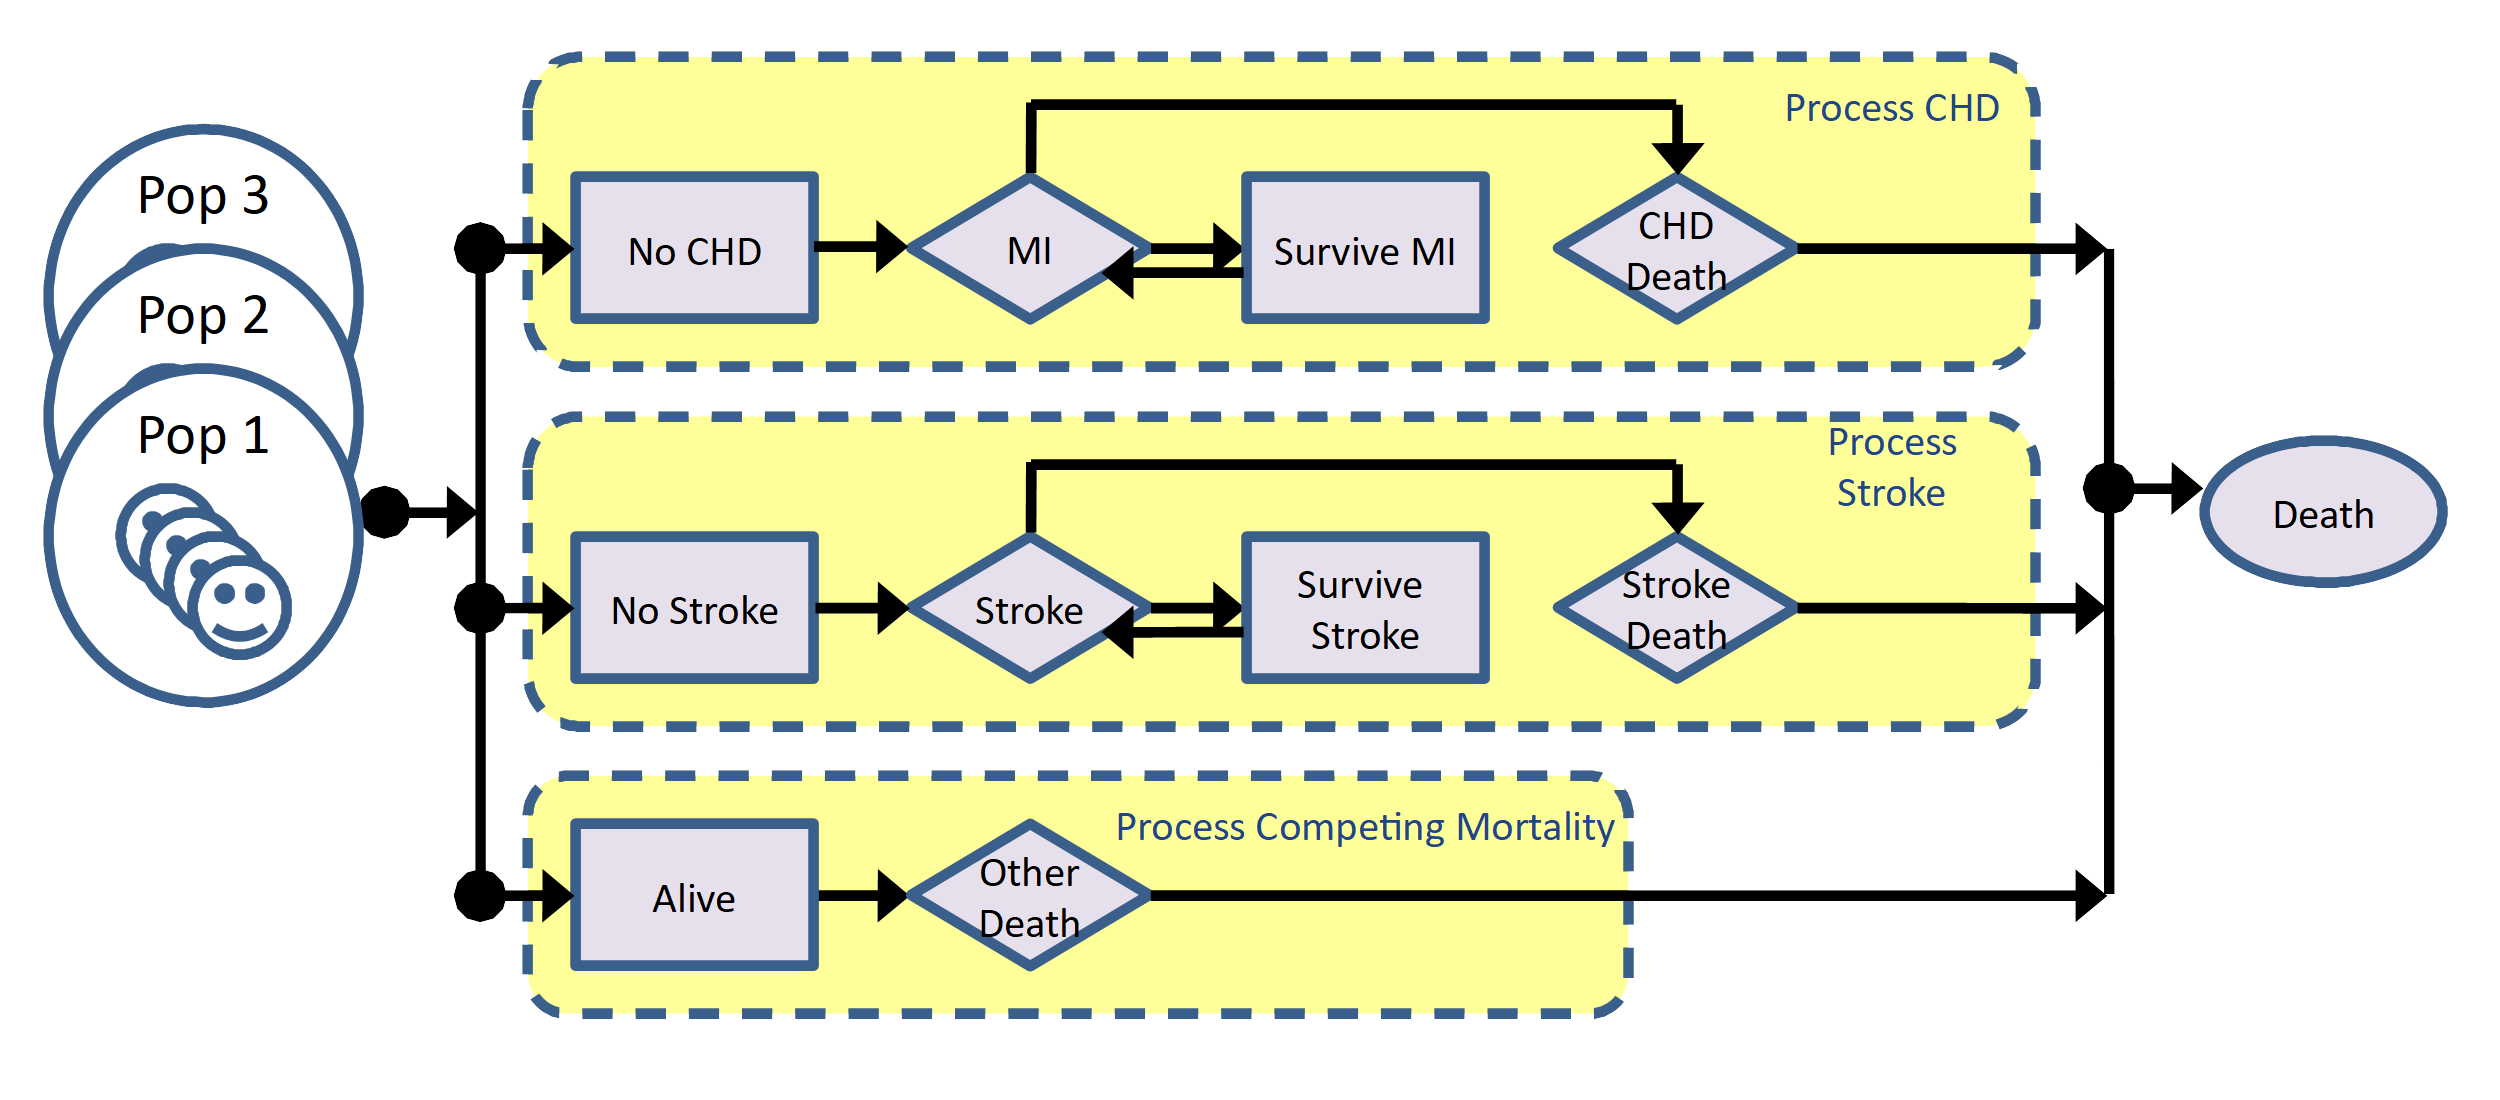 Pop 3
Pop 2
Pop 1
Process CHD
No CHD
MI
Survive MI
CHD
Death
Process
Stroke
No Stroke
Stroke
Survive
Stroke
Stroke
Death
Death
Process Competing Mortality
Alive
Other
Death